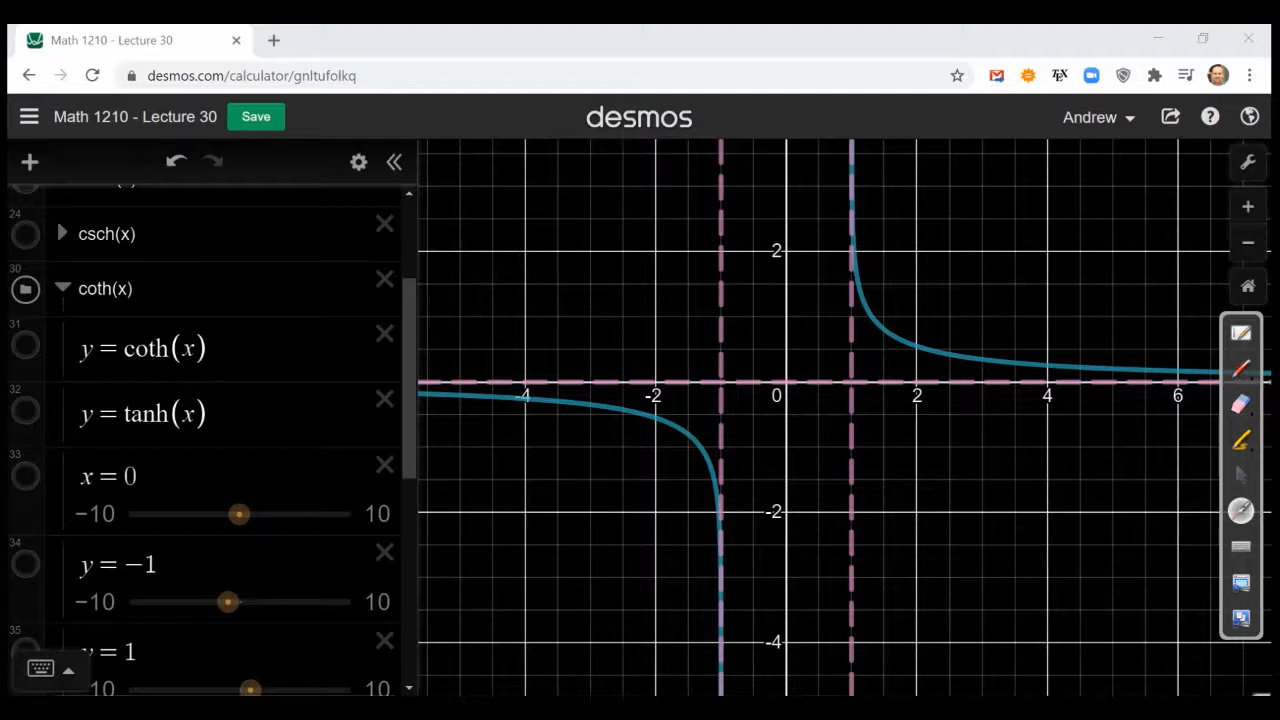 Math 1210 - Lecture 30
desmos.com/calculator/gnltufolkq
Math 1210 - Lecture 30
Save
desmos
Andrew
24
csch(x)
30
coth(x)
31
y = coth(x)
32
y = tanh(x)
33
x = 0
−10
10
34
y = −1
−10
10
35
= 1
10
10
2
-4
-2
0
2
4
6
-2
-4